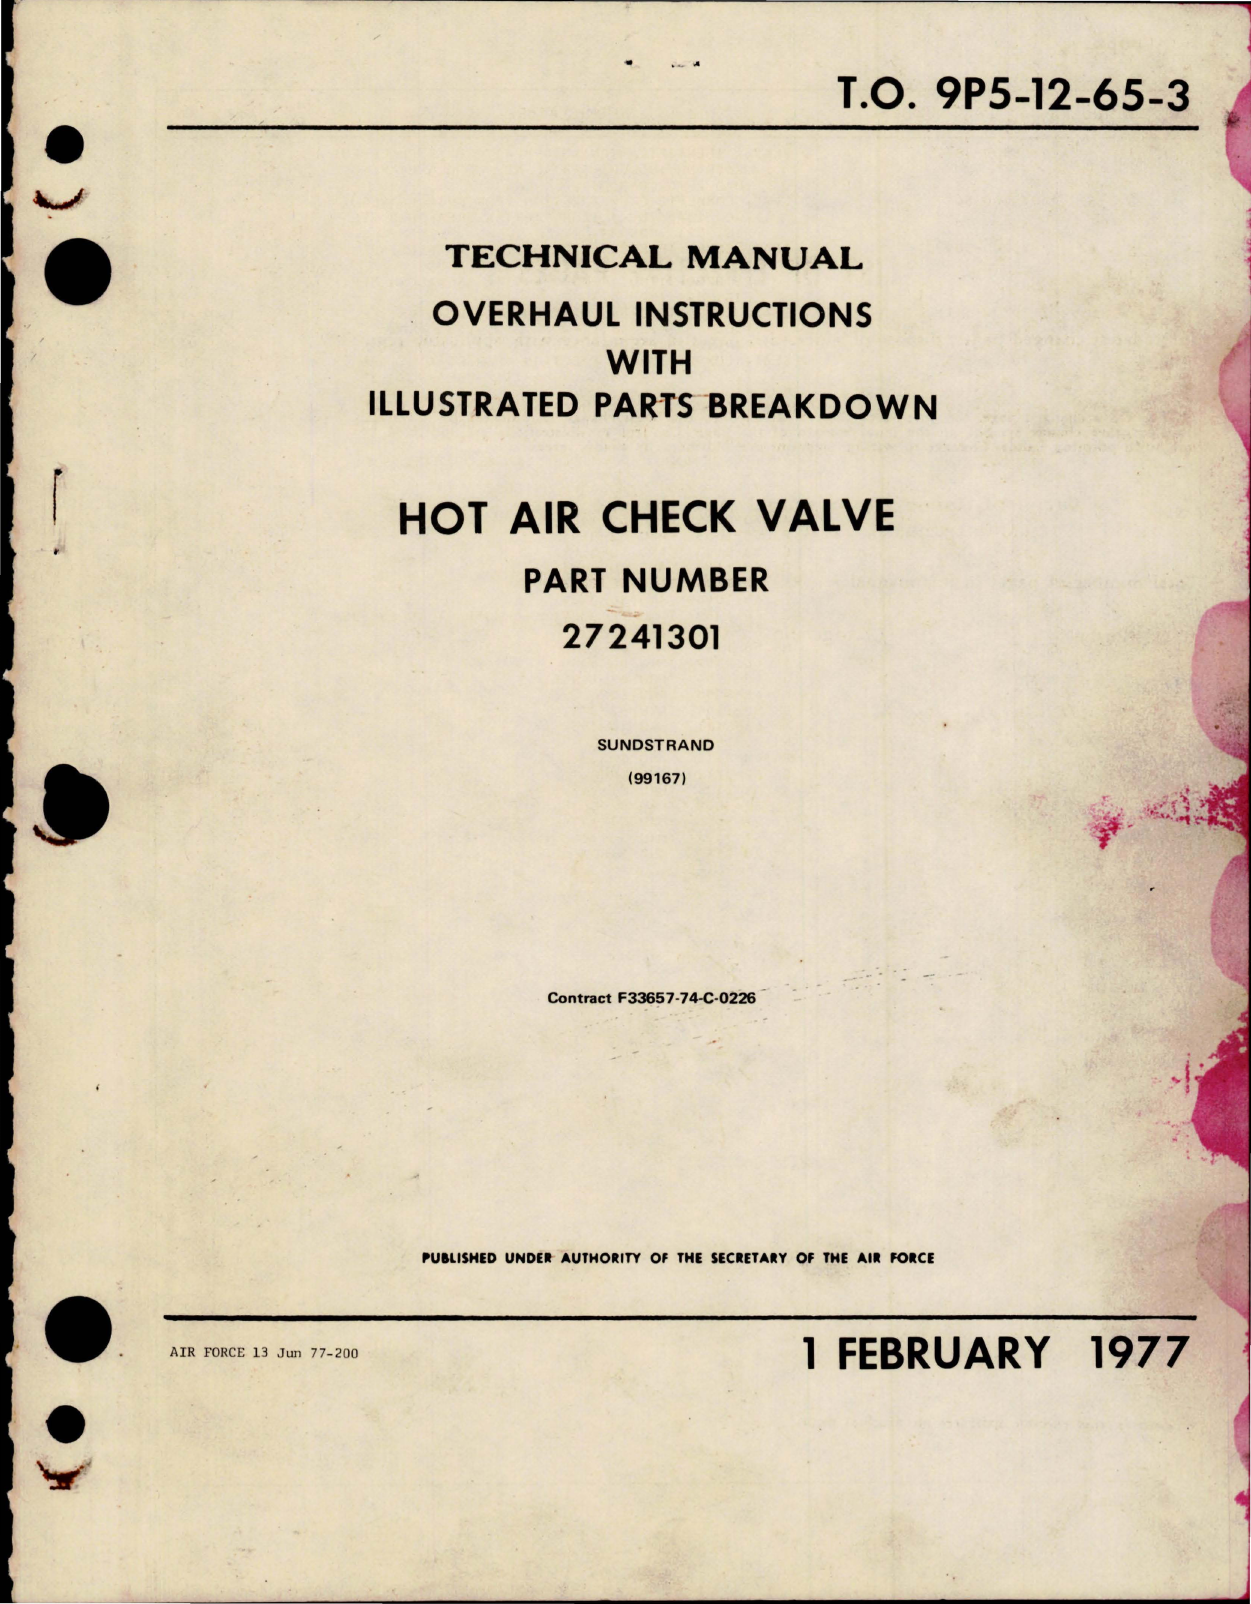 T.O. 9P5-12-65-3
TECHNICAL MANUAL
OVERHAUL INSTRUCTIONS
WITH
ILLUSTRATED PARTS BREAKDOWN
HOT AIR CHECK VALVE
PART NUMBER
27241301
SUNDSTRAND
(99167)
Contract F33657-74-C-0226
PUBLISHED UNDER AUTHORITY OF THE SECRETARY OF THE AIR FORCE
AIR FORCE 13 Jun 77-200
1 FEBRUARY 1977